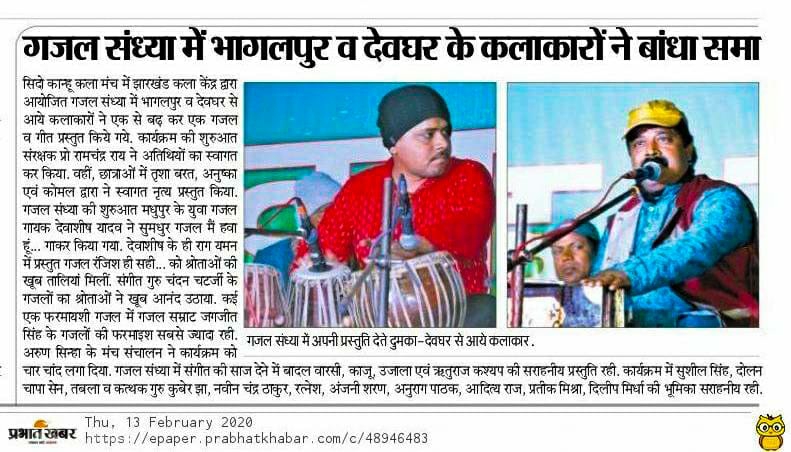 गजल संध्या में भागलपुर व देवघर के कलाकारों ने बांधा समा
सिदो कान्हू कला मंच में झारखंड कला केंद्र द्वारा
आयोजित गजल संध्या में भागलपुर व देवघर से
आये कलाकारों ने एक से बढ़ कर एक गजल
व गीत प्रस्तुत किये गये. कार्यक्रम की शुरुआत
संरक्षक प्रो रामचंद्र राय ने अतिथियों का स्वागत
कर किया. वहीं, छात्राओं में तृशा बरत, अनुष्का
एवं कोमल द्वारा ने स्वागत नृत्य प्रस्तुत किया.
गजल संध्या की शुरुआत मधुपुर के युवा गजल
गायक देवाशीष यादव ने सुमधुर गजल मैं हवा
हूं... गाकर किया गया. देवाशीष के ही राग यमन
में प्रस्तुत गजल रंजिश ही सही... को श्रोताओं की
खूब तालियां मिलीं. संगीत गुरु चंदन चटर्जी के
गजलों का श्रोताओं ने खूब आनंद उठाया. कई
एक फरमायशी गजल में गजल सम्राट जगजीत
सिंह के गजलों की फरमाइश सबसे ज्यादा रही.
अरुण सिन्हा के मंच संचालन ने कार्यक्रम को
चार चांद लगा दिया. गजल संध्या में संगीत की साज देने में बादल वारसी, काजू, उजाला एवं ऋतुराज कश्यप की सराहनीय प्रस्तुति रही. कार्यक्रम में सुशील सिंह, दोलन
चापा सेन, तबला व कत्थक गुरु कुबेर झा, नवीन चंद्र ठाकुर, रत्नेश, अंजनी शरण, अनुराग पाठक, आदित्य राज, प्रतीक मिश्रा, दिलीप मिर्धा की भूमिका सराहनीय रही.
गजल संध्या में अपनी प्रस्तुति देते दुमका-देवघर से आये कलाकार.
प्रभात खबर
Thu, 13 February 2020
https://epaper.prabhatkhabar.com/c/48946483